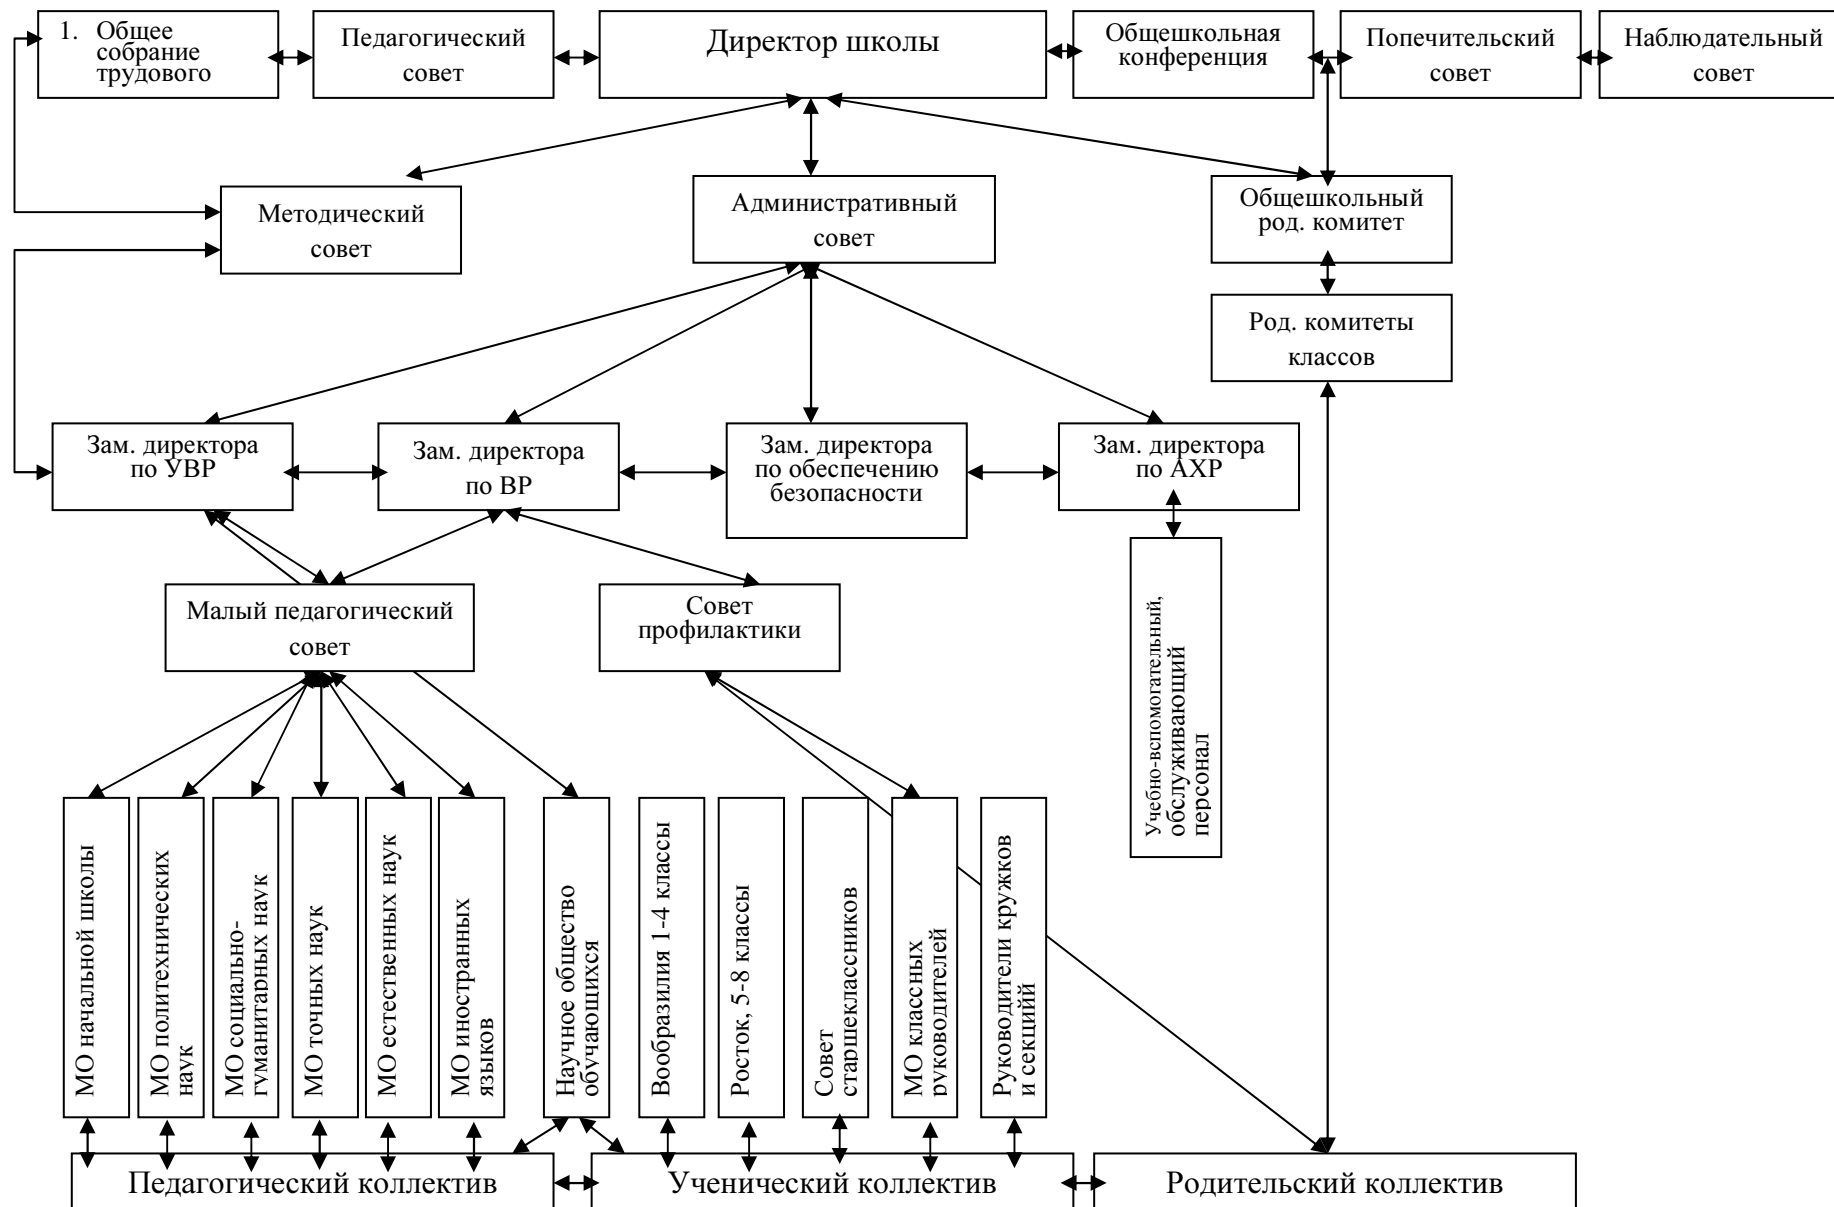 1. Общее
собрание
трудового
Педагогический
совет
Директор школы
Общешкольная
конференция
Попечительский
совет
Наблюдательный
совет
Методический
совет
Административный
совет
Общешкольный
род. комитет
Род. комитеты
классов
Зам. директора
по УВР
Зам. директора
по ВР
Зам. директора
по обеспечению
безопасности
Зам. директора
по АХР
Малый педагогический
совет
Совет
профилактики
Учебно-вспомогательный,
обслуживающий
персонал
МО начальной школы
МО политехнических
наук
МО социально-
гуманитарных наук
МО точных наук
МО естественных наук
МО иностранных
языков
Научное общество
обучающихся
Вообразилия 1-4 классы
Росток, 5-8 классы
Совет
старшеклассников
МО классных
руководителей
Руководители кружков
и секцийй
Педагогический коллектив
Ученический коллектив
Родительский коллектив